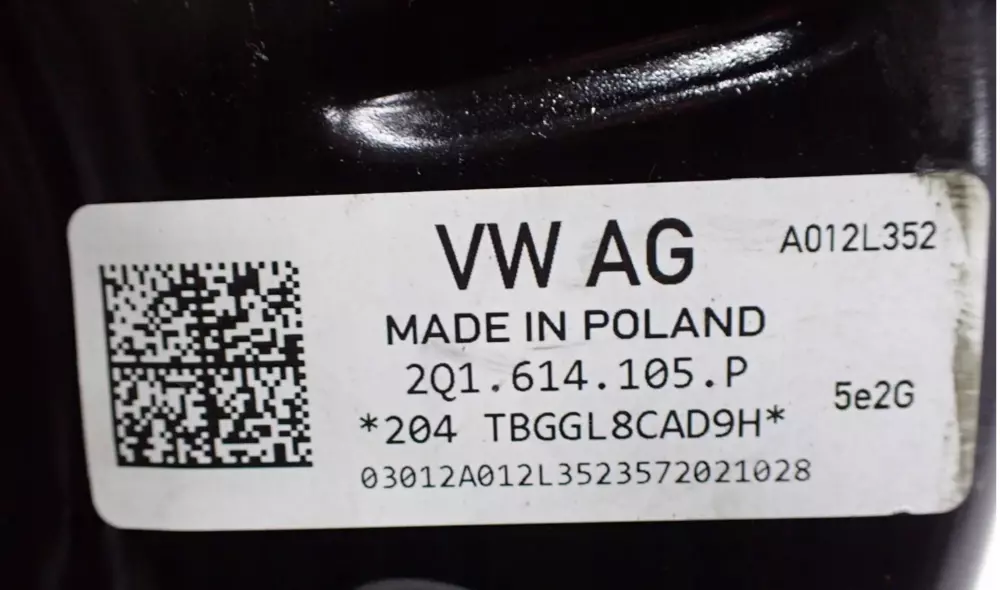 VW AG
A012L352
MADE IN POLAND
2Q1.614.105.P
5e2G
*204 TBGGL8CAD9H*
03012A012L3523572021028